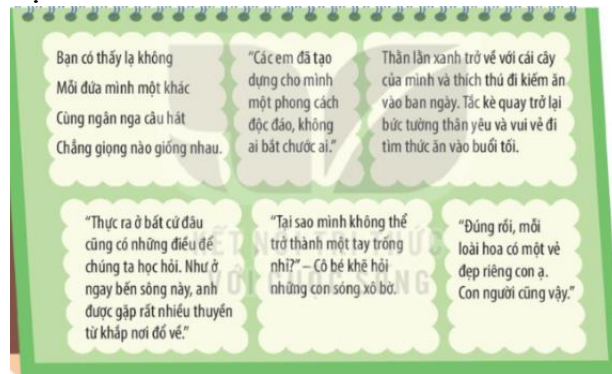 Bạn có thấy lạ không
Mỗi đứa mình một khác
Cùng ngân nga câu hát
Chẳng giọng nào giống nhau.
"Các em đã tạo
dựng cho mình
một phong cách
độc đáo, không
ai bắt chước ai."
Thằn lằn xanh trở về với cái cây
của mình và thích thú đi kiếm ăn
vào ban ngày. Tắc kè quay trở lại
bức tường thân yêu và vui vẻ đi
tìm thức ăn vào buổi tối.
"Thực ra ở bất cứ đâu
cũng có những điều để
chúng ta học hỏi. Như ở
ngay bến sông này, anh
được gặp rất nhiều thuyền
từ khắp nơi đổ về."
"Tại sao mình không thể
trở thành một tay trống
nhỉ?" – Cô bé khẽ hỏi
những con sóng xô bờ.
"Đúng rồi, mỗi
loài hoa có một vẻ
đẹp riêng con ạ.
Con người cũng vậy."
KẾT NỐI TRI THỨC
VỚI CUỘC SỐNG